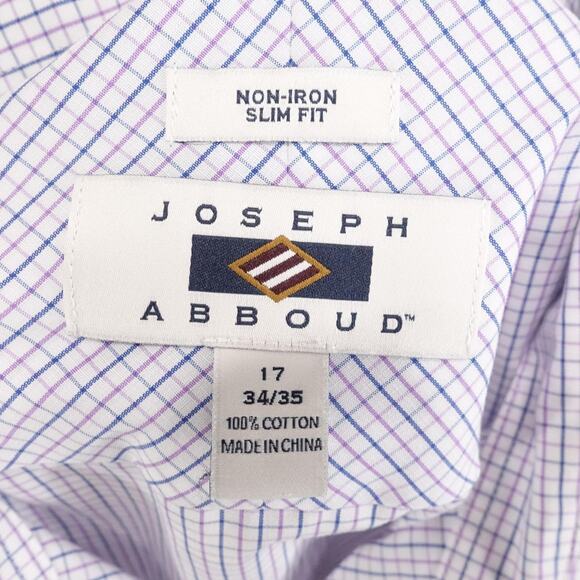 NON-IRON
SLIM FIT
JOSEPH
ABBOUD™
17
34/35
100% COTTON
MADE IN CHINA